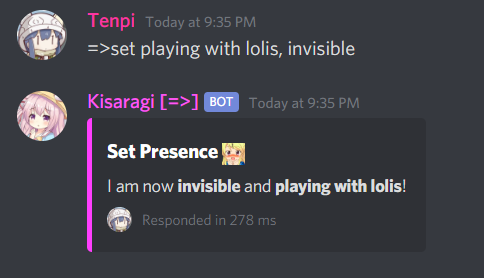 Tenpi Today at 9:35 PM
=>set playing with lolis, invisible
Kisaragi [=>] BOT Today at 9:35 PM
Set Presence
I am now invisible and playing with lolis!
Responded in 278 ms